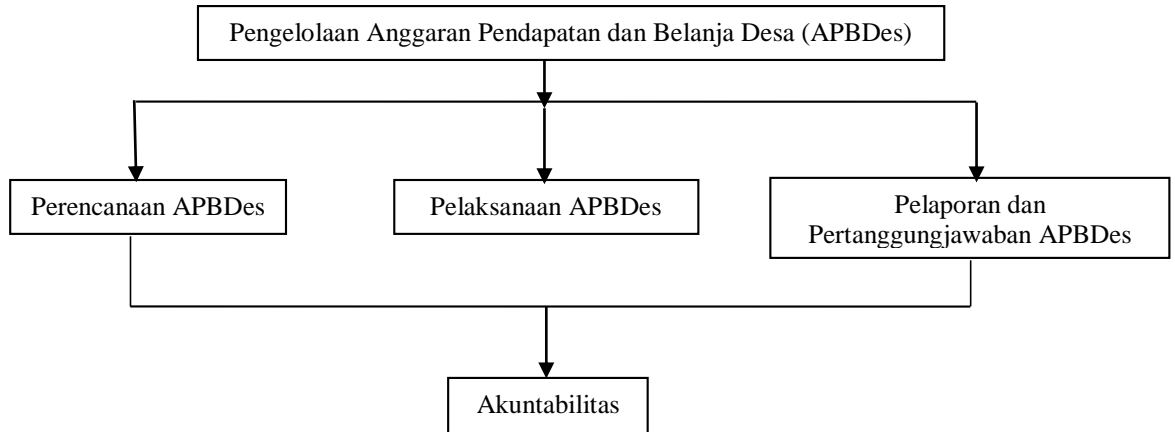 Pengelolaan Anggaran Pendapatan dan Belanja Desa (APBDes)
Perencanaan APBDes
Pelaksanaan APBDes
Pelaporan dan
Pertanggungjawaban APBDes
Akuntabilitas